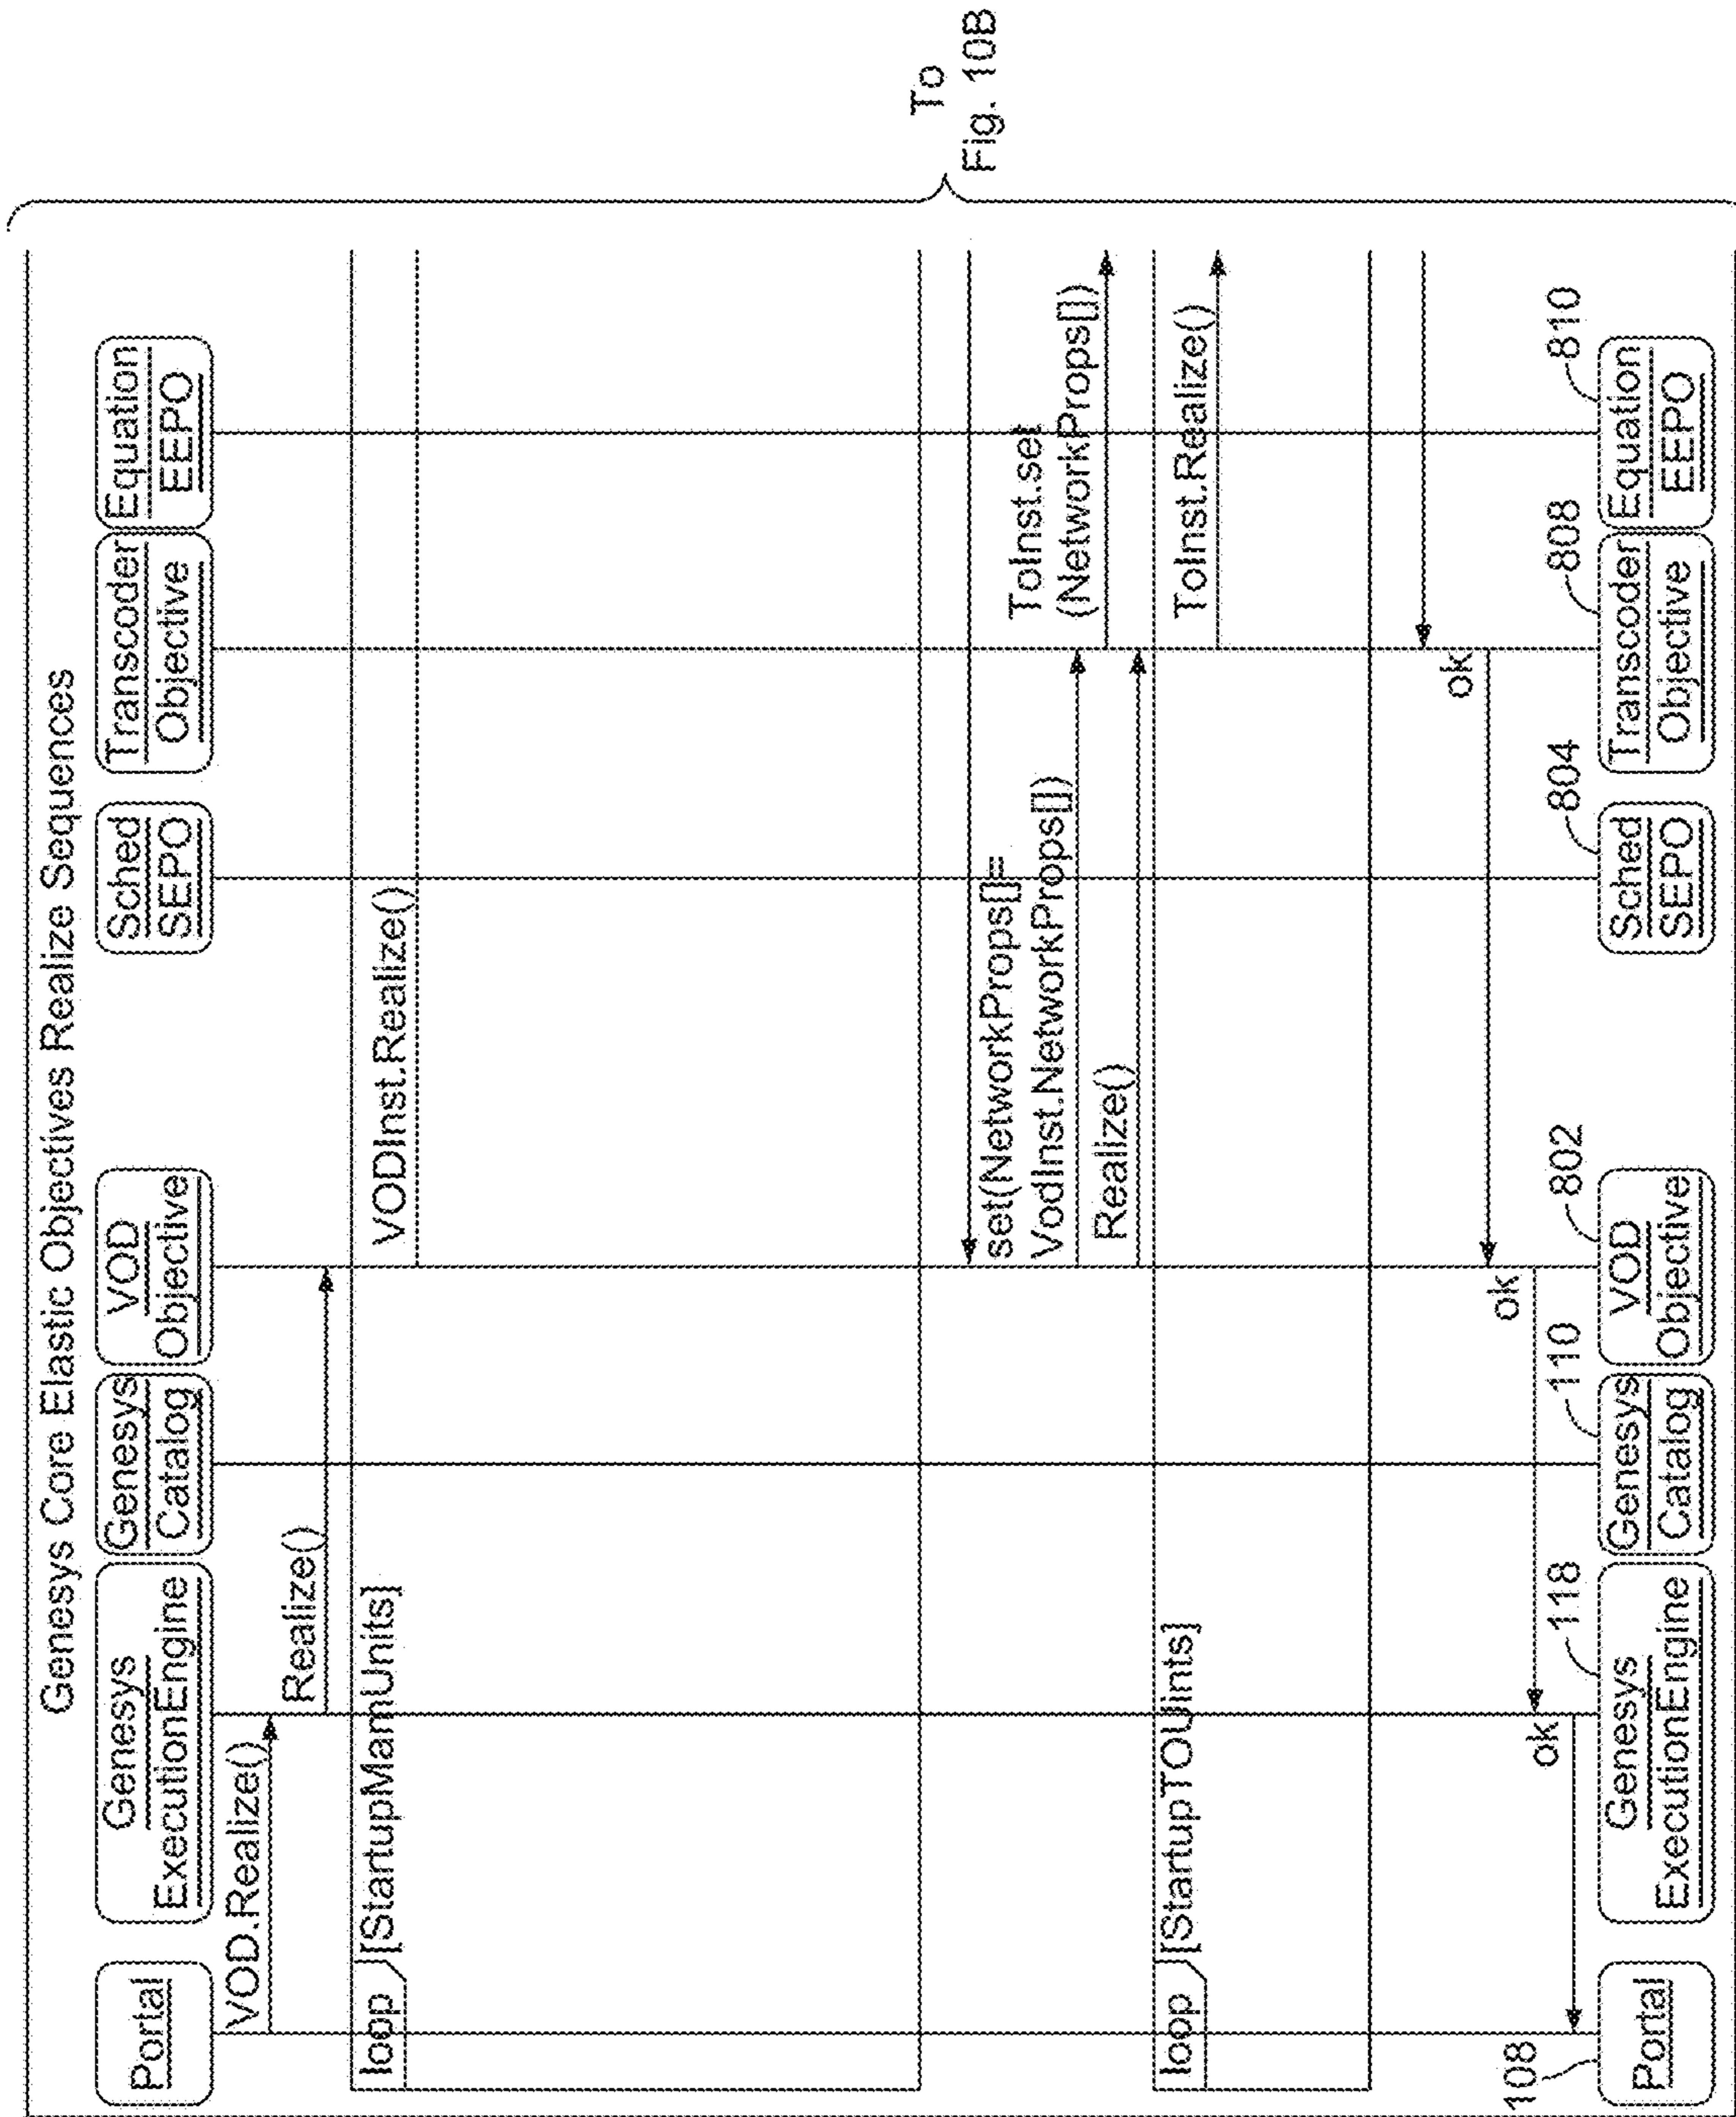 Genesys Core Elastic Objectives Realize Sequences
Portal
Genesys
ExecutionEngine
Genesys
Catalog
VOD
Objective
Sched
SEPO
Transcoder
Objective
Equation
EEPO
VOD.Realize()
Realize()
loop [StartupMamUnits]
VODInst.Realize()
set(NetworkProps[]=
VodInst.NetworkProps[])
ToInst.set
(NetworkProps[])
Realize()
loop [StartupTOUints]
ToInst.Realize()
ok
ok
ok
108
118
110
802
804
808
810
Portal
Genesys
ExecutionEngine
Genesys
Catalog
VOD
Objective
Sched
SEPO
Transcoder
Objective
Equation
EEPO
To
Fig. 10B